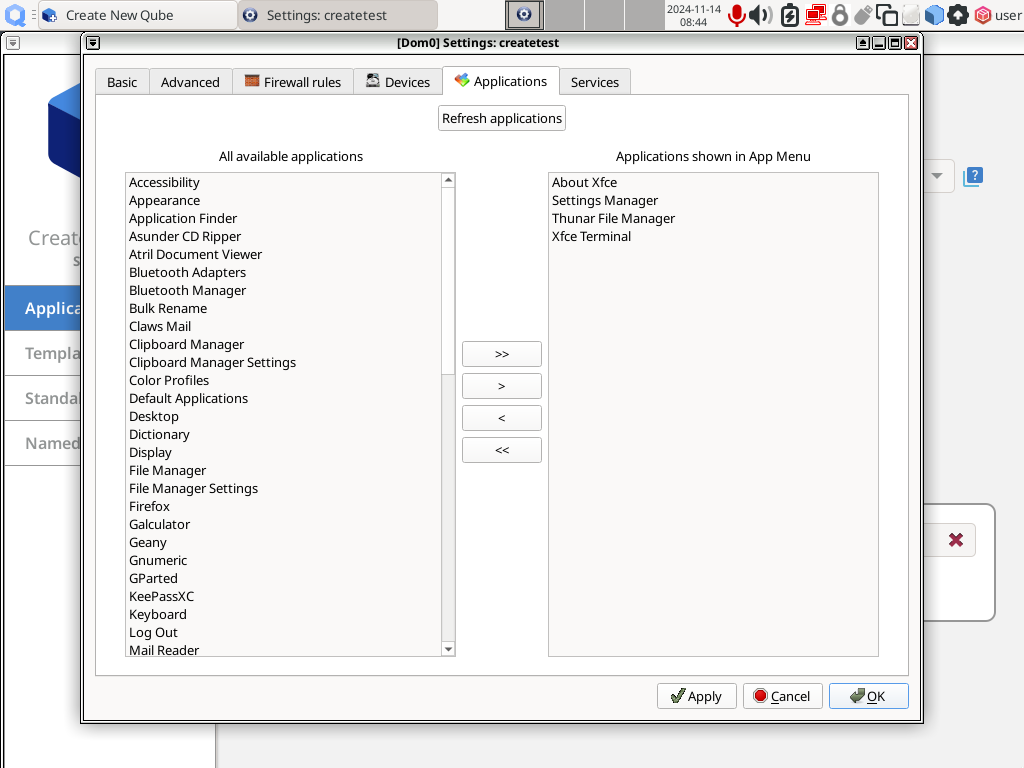 Create New Qube
Settings: createtest
2024-11-14
08:44
user
[Dom0] Settings: createtest
Basic
Advanced
Firewall rules
Devices
Applications
Services
Refresh applications
All available applications
Applications shown in App Menu
Accessibility
Appearance
Application Finder
Asunder CD Ripper
Atril Document Viewer
Bluetooth Adapters
Bluetooth Manager
Bulk Rename
Claws Mail
Clipboard Manager
Clipboard Manager Settings
Color Profiles
Default Applications
Desktop
Dictionary
Display
File Manager
File Manager Settings
Firefox
Galculator
Geany
Gnumeric
GParted
KeePassXC
Keyboard
Log Out
Mail Reader
>>
>
<
<<
About Xfce
Settings Manager
Thunar File Manager
Xfce Terminal
Apply
Cancel
OK
Create
Applica
Templa
Standa
Named
?